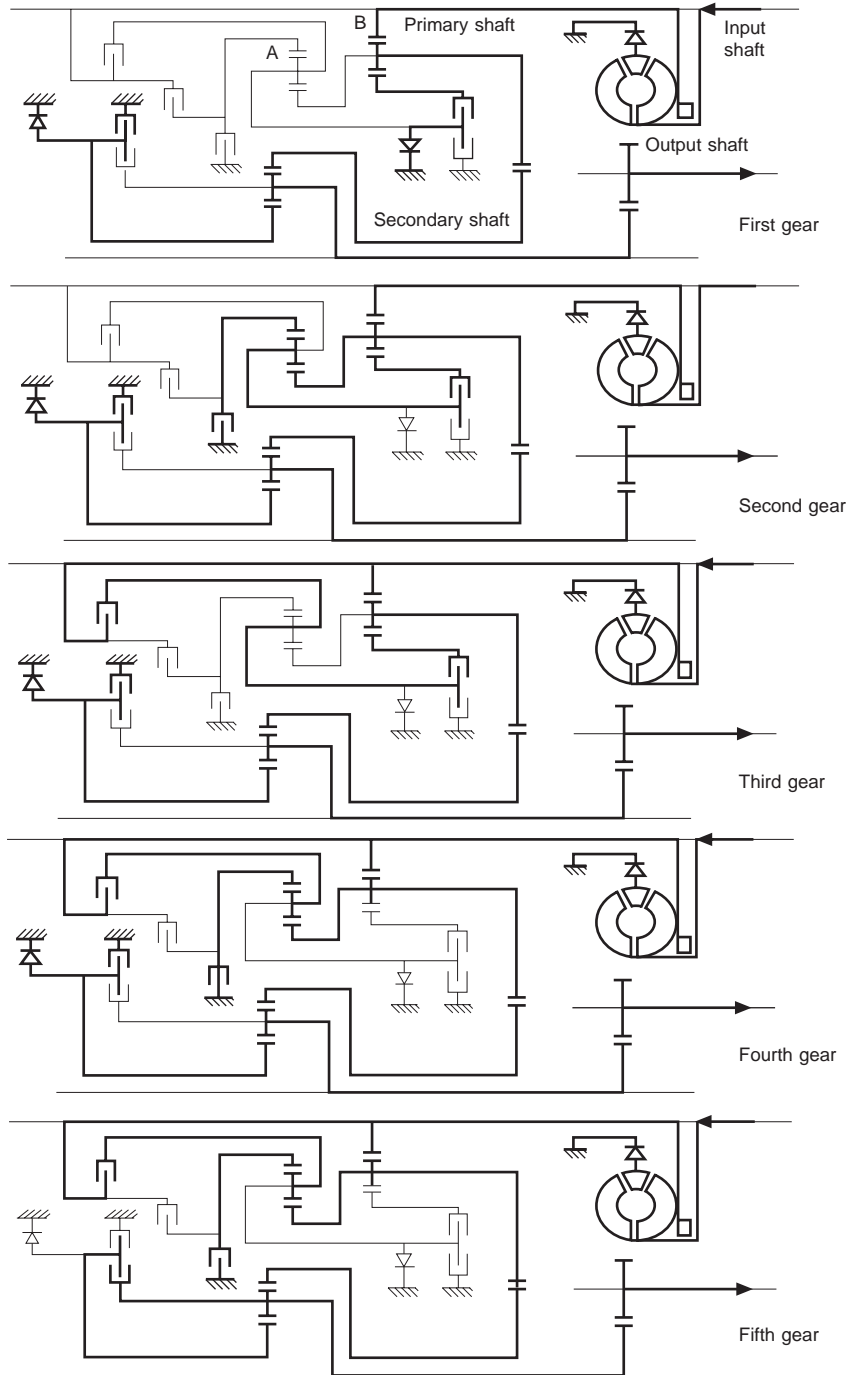 B
Primary shaft
Input
shaft
A
Output shaft
Secondary shaft
First gear
Second gear
Third gear
Fourth gear
Fifth gear